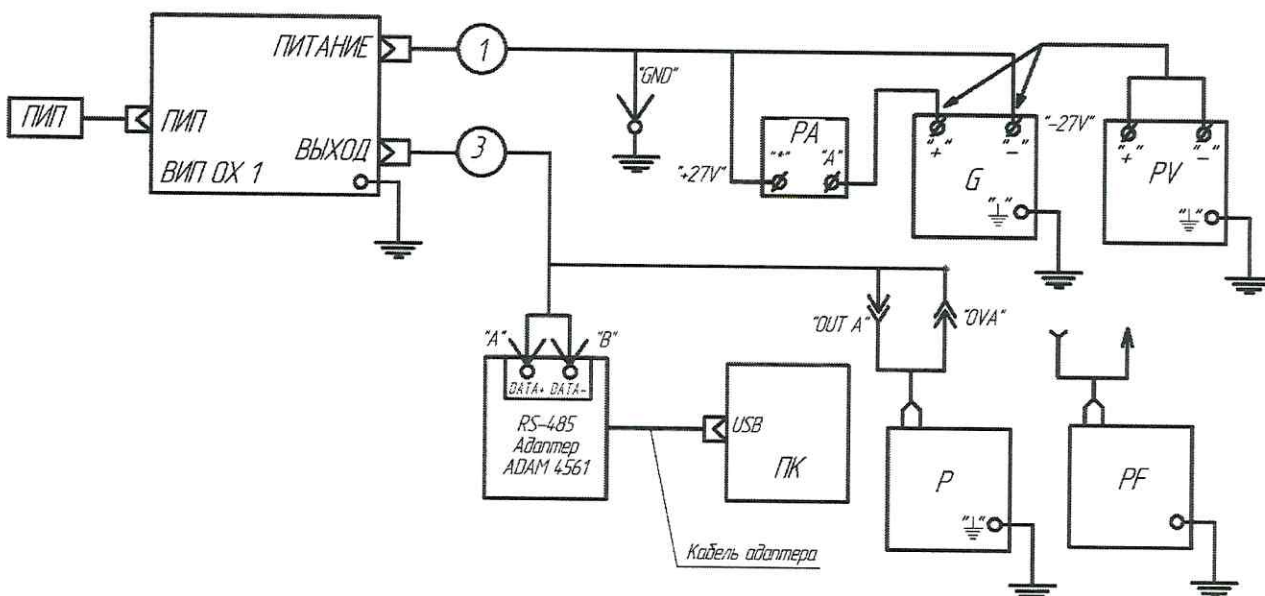 ПИП
ПИТАНИЕ
ПИП
ВЫХОД
ВИП ОХ 1
1
3
"GND"
"+27V"
PA
"*"
"A"
"+"
"-"
"-27V"
G
"⏚"
"+"
"-"
PV
"⏚"
"A"
"B"
DATA+ DATA-
RS-485
Адаптер
ADAM 4561
USB
ПК
Кабель адаптера
"OUT A"
"OVA"
P
"⏚"
PF